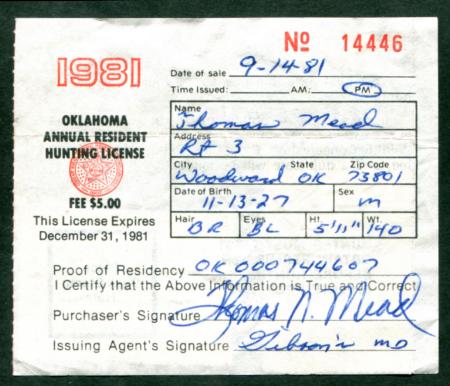 No 14446
1981
Date of sale 9-14-81
Time Issued: AM: PM
OKLAHOMA
ANNUAL RESIDENT
HUNTING LICENSE
FEE $5.00
This License Expires
December 31, 1981
Name
Thomas Mead
Address
Rt 3
City State Zip Code
Woodward OK 73801
Date of Birth Sex
11-13-27 M
Hair Eyes Ht. Wt.
BR BL 5'11" 140
Proof of Residency OK 000744607
I Certify that the Above Information is True and Correct
Purchaser's Signature Thomas N. Mead
Issuing Agent's Signature Gibson's MD